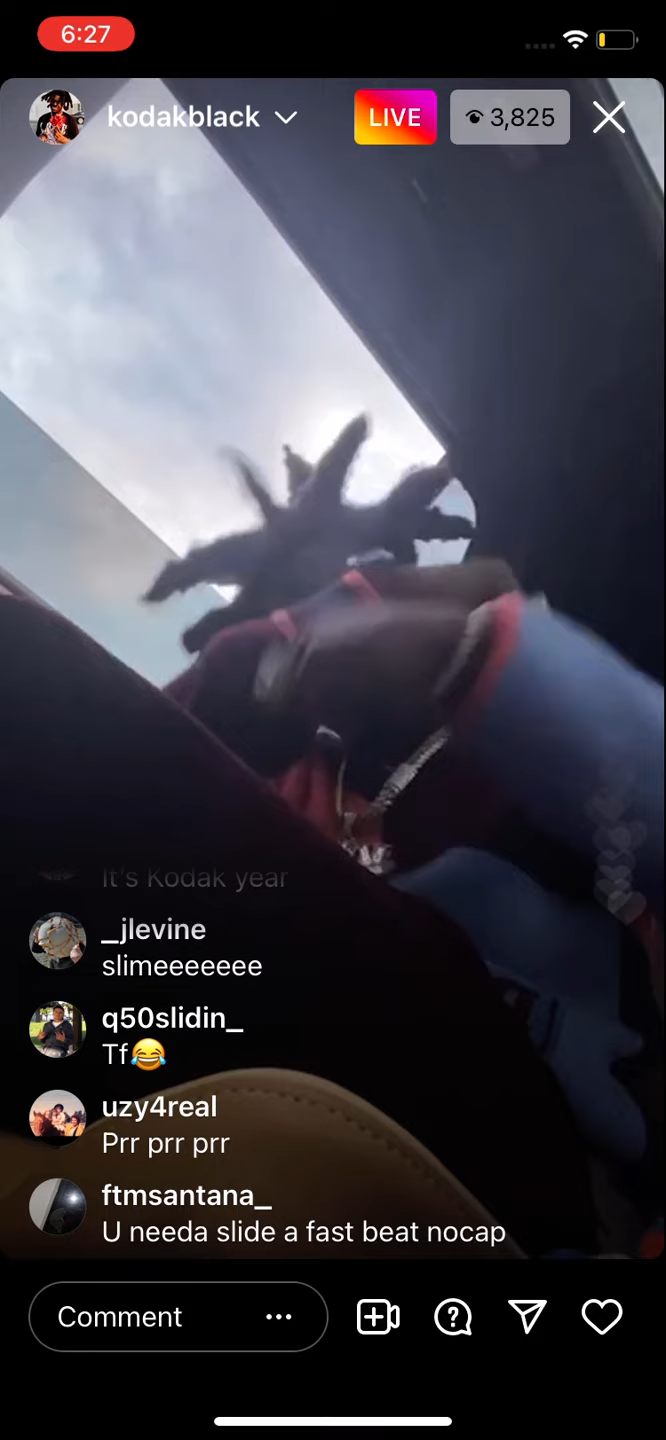 6:27
kodakblack
LIVE
3,825
It's Kodak year
_jlevine
slimeeeeeee
q50slidin_
Tf😂
uzy4real
Prr prr prr
ftmsantana_
U needa slide a fast beat nocap
Comment